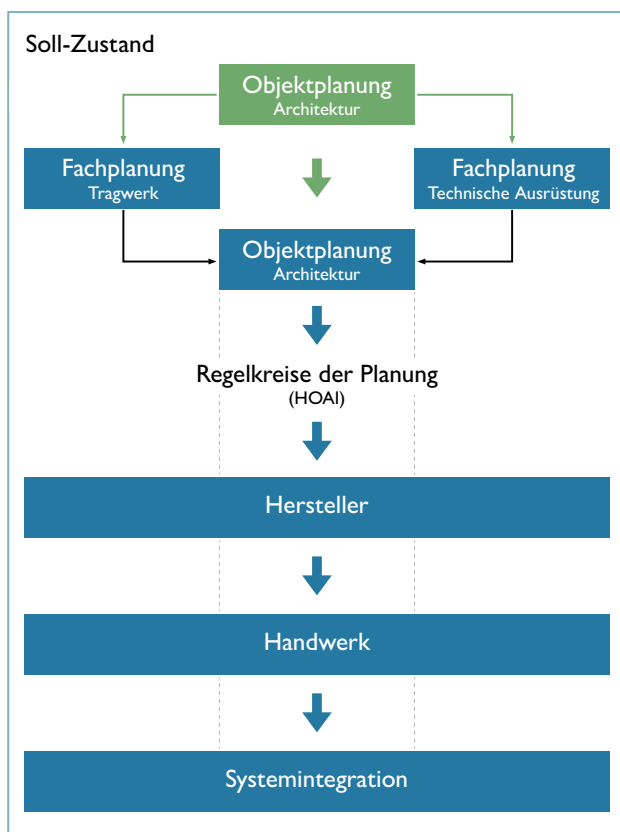 Soll-Zustand
Objektplanung
Architektur
Fachplanung
Tragwerk
Fachplanung
Technische Ausrüstung
Objektplanung
Architektur
Regelkreise der Planung
(HOAI)
Hersteller
Handwerk
Systemintegration